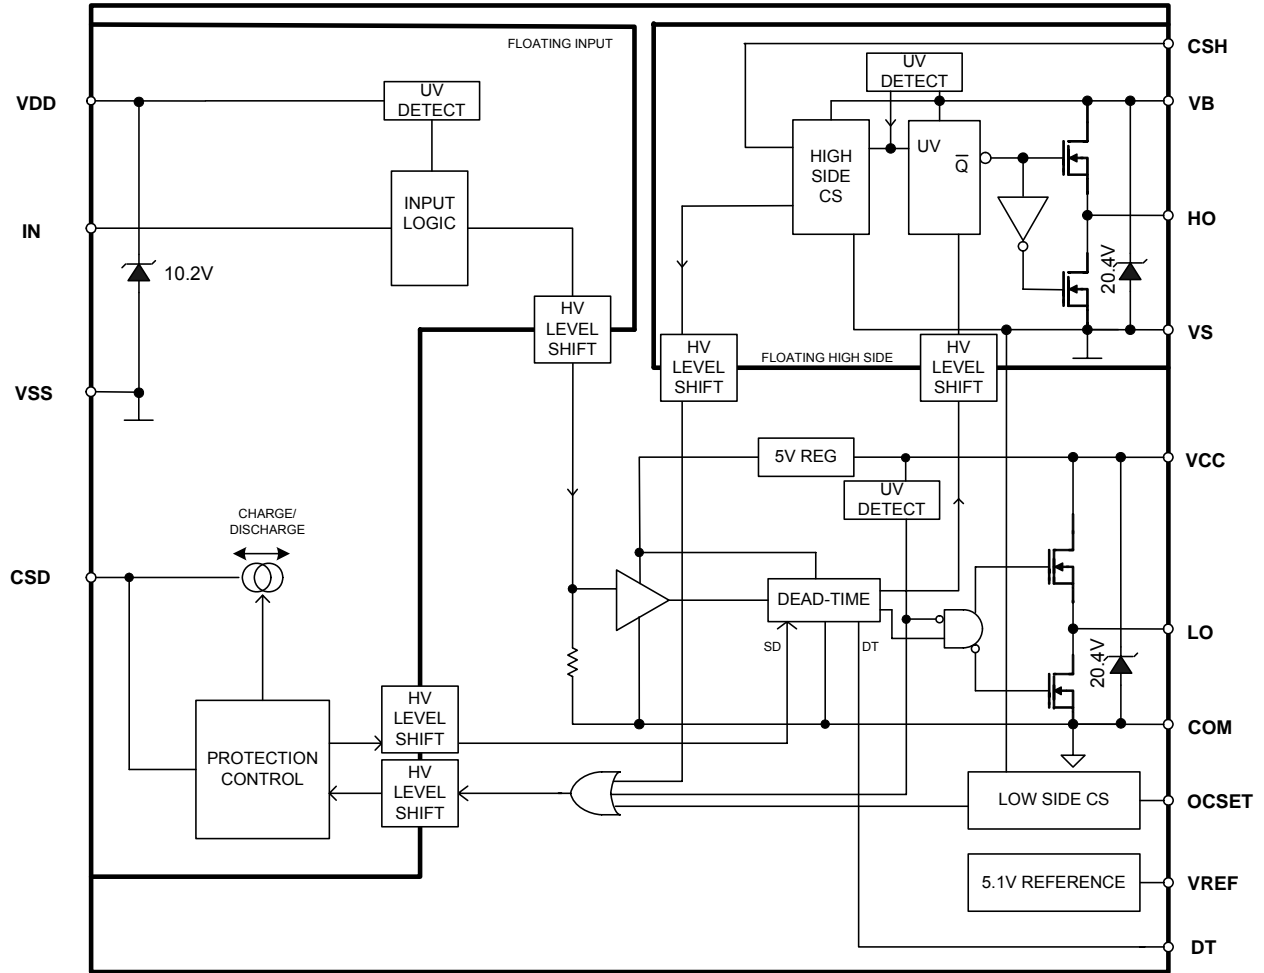 FLOATING INPUT
CSH
UV
DETECT
VDD
UV
DETECT
VB
HIGH
SIDE
CS
UV
Q̅
INPUT
LOGIC
IN
HO
10.2V
20.4V
HV
LEVEL
SHIFT
VS
HV
LEVEL
SHIFT
FLOATING HIGH SIDE
HV
LEVEL
SHIFT
VSS
5V REG
VCC
UV
DETECT
CHARGE/
DISCHARGE
CSD
DEAD-TIME
SD
DT
LO
20.4V
HV
LEVEL
SHIFT
COM
PROTECTION
CONTROL
HV
LEVEL
SHIFT
LOW SIDE CS
OCSET
5.1V REFERENCE
VREF
DT